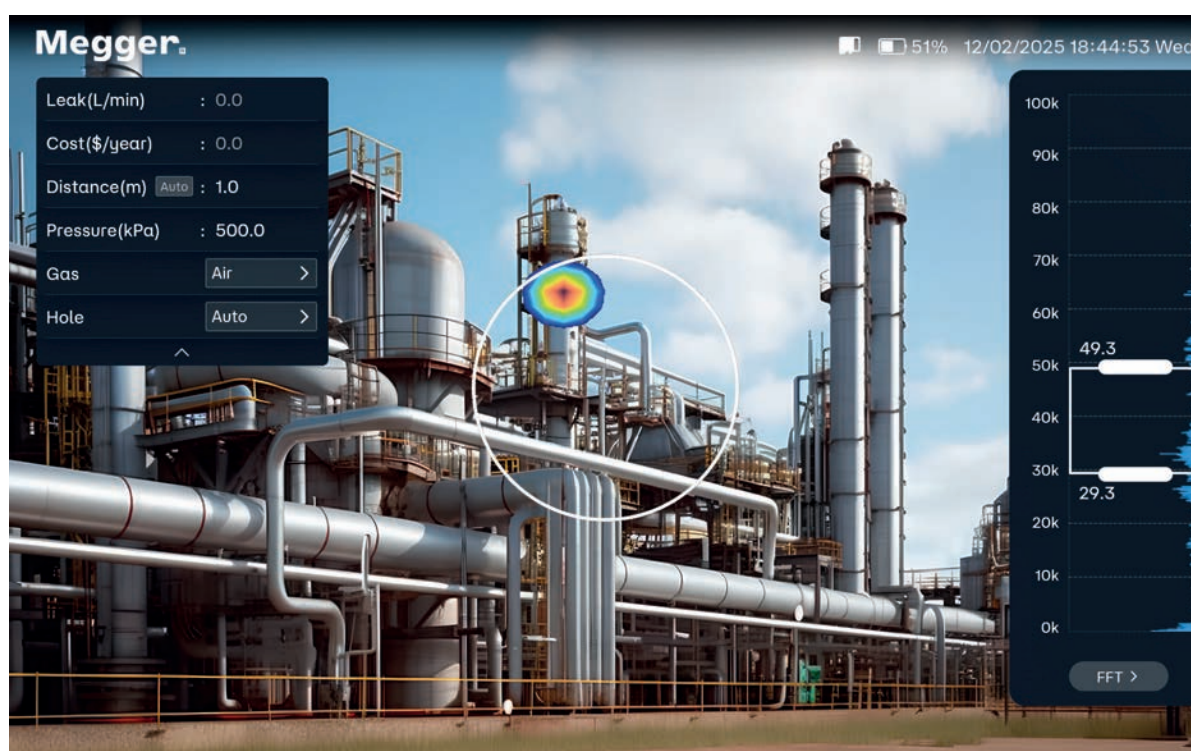 Megger
51% 12/02/2025 18:44:53 Wed
Leak(L/min) : 0.0
Cost($/year) : 0.0
Distance(m) Auto : 1.0
Pressure(kPa) : 500.0
Gas Air >
Hole Auto >
100k
90k
80k
70k
60k
49.3
50k
40k
30k
29.3
20k
10k
0k
FFT >